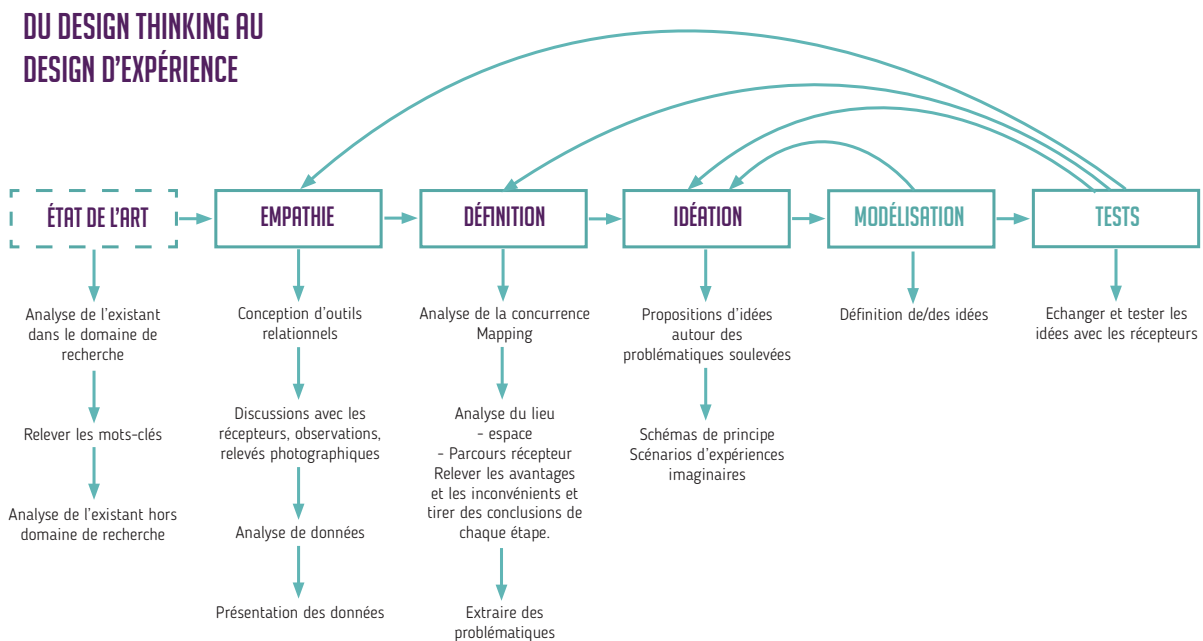 DU DESIGN THINKING AU
DESIGN D'EXPÉRIENCE
ÉTAT DE L'ART
EMPATHIE
DÉFINITION
IDÉATION
MODÉLISATION
TESTS
Analyse de l'existant
dans le domaine de
recherche
Relever les mots-clés
Analyse de l'existant hors
domaine de recherche
Conception d'outils
relationnels
Discussions avec les
récepteurs, observations,
relevés photographiques
Analyse de données
Présentation des données
Analyse de la concurrence
Mapping
Analyse du lieu
- espace
- Parcours récepteur
Relever les avantages
et les inconvénients et
tirer des conclusions de
chaque étape.
Extraire des
problématiques
Propositions d'idées
autour des
problématiques soulevées
Schémas de principe
Scénarios d'expériences
imaginaires
Définition de/des idées
Echanger et tester les
idées avec les récepteurs